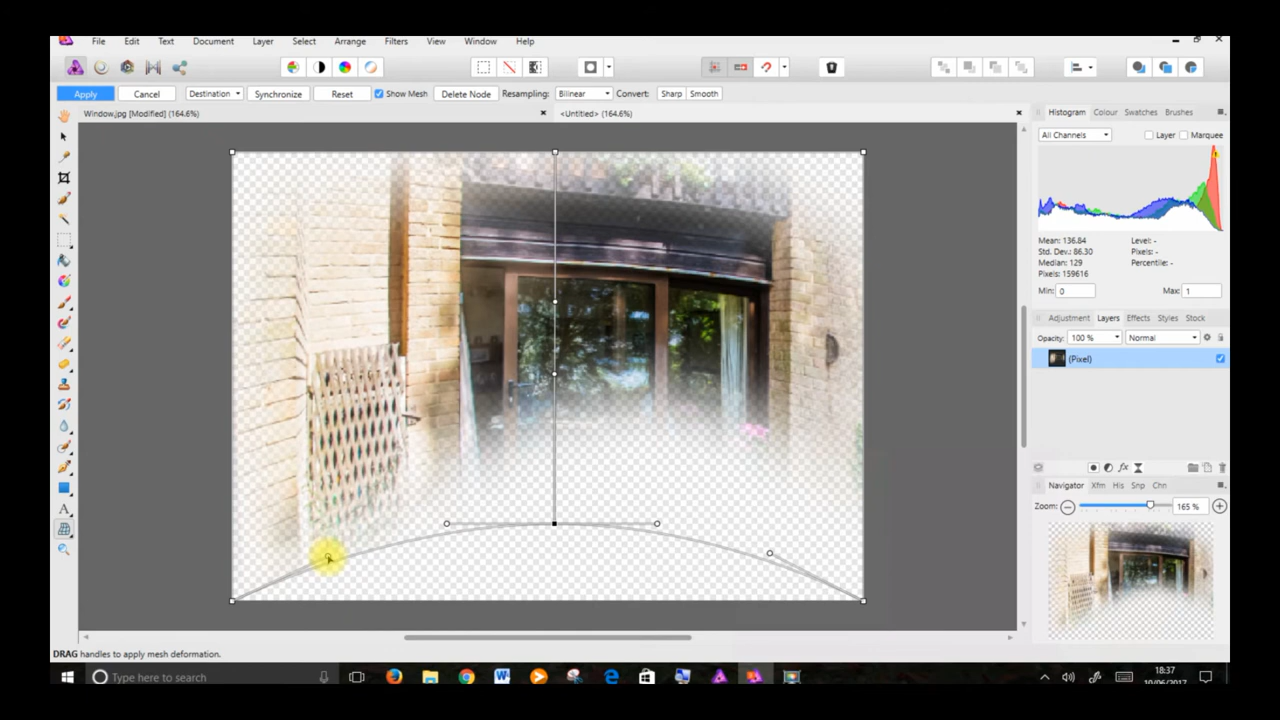 File Edit Text Document Layer Select Arrange Filters View Window Help
Apply Cancel Destination Synchronize Reset Show Mesh Delete Node Resampling: Bilinear Convert: Sharp Smooth
Window.jpg [Modified] (164.6%) <Untitled> (164.6%)
Histogram Colour Swatches Brushes
All Channels Layer Marquee
Mean: 136.84 Level: -
Std. Dev.: 86.30 Pixels: -
Median: 129 Percentile: -
Pixels: 159616
Min: 0 Max: 1
Adjustment Layers Effects Styles Stock
Opacity: 100 % Normal
(Pixel)
Navigator Xfm His Snp Chn
Zoom: 165 %
DRAG handles to apply mesh deformation.
Type here to search
18:37
10/06/2017